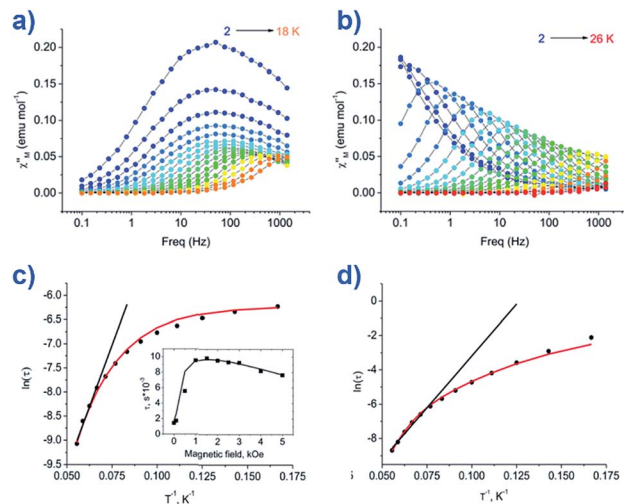 a)
2 → 18 K
χ"M (emu mol-1)
0.20
0.15
0.10
0.05
0.00
0.1 1 10 100 1000
Freq (Hz)
b)
2 → 26 K
χ"M (emu mol-1)
0.20
0.15
0.10
0.05
0.00
0.1 1 10 100 1000
Freq (Hz)
c)
ln(τ)
-6.0
-6.5
-7.0
-7.5
-8.0
-8.5
-9.0
-9.5
0.050 0.075 0.100 0.125 0.150 0.175
T-1, K-1
τ, s*10-3
10
8
6
4
2
0
0 1 2 3 4 5
Magnetic field, kOe
d)
ln(τ)
0
-2
-4
-6
-8
5 0.050 0.075 0.100 0.125 0.150 0.175
T-1, K-1